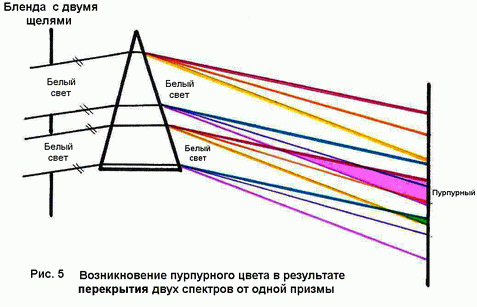 Бленда с двумя
щелями
Белый
свет
Белый
свет
Белый
свет
Белый
свет
Пурпурный
Рис. 5 Возникновение пурпурного цвета в результате
перекрытия двух спектров от одной призмы